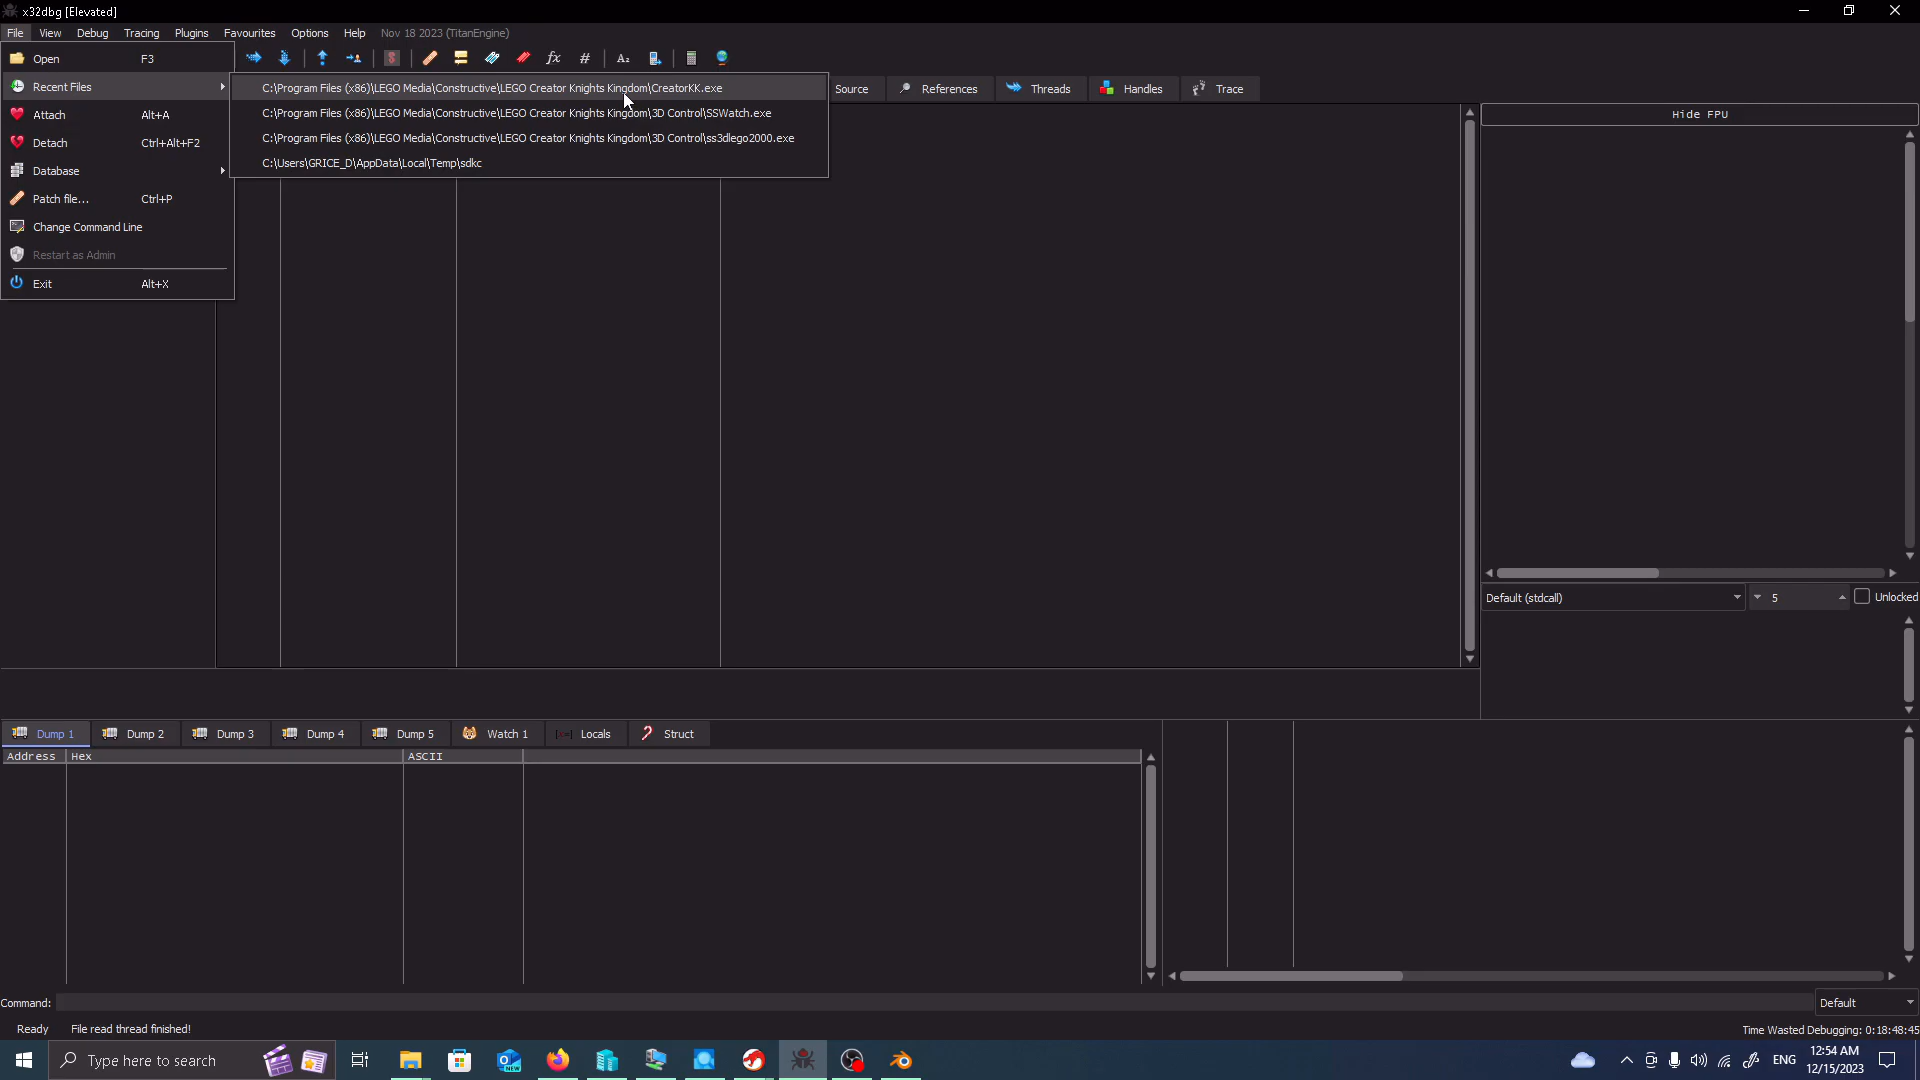 x32dbg [Elevated]
File View Debug Tracing Plugins Favourites Options Help Nov 18 2023 (TitanEngine)
Open F3
Recent Files
Attach Alt+A
Detach Ctrl+Alt+F2
Database
Patch file... Ctrl+P
Change Command Line
Restart as Admin
Exit Alt+X
C:\Program Files (x86)\LEGO Media\Constructive\LEGO Creator Knights Kingdom\CreatorKK.exe
C:\Program Files (x86)\LEGO Media\Constructive\LEGO Creator Knights Kingdom\3D Control\SSWatch.exe
C:\Program Files (x86)\LEGO Media\Constructive\LEGO Creator Knights Kingdom\3D Control\ss3dlego2000.exe
C:\Users\GRICE_D\AppData\Local\Temp\sdkc
Source References Threads Handles Trace
Hide FPU
Default (stdcall) 5 Unlocked
Dump 1 Dump 2 Dump 3 Dump 4 Dump 5 Watch 1 Locals Struct
Address Hex ASCII
Command: Default
Ready File read thread finished! Time Wasted Debugging: 0:18:48:45
Type here to search
NEW
ENG
12:54 AM
12/15/2023